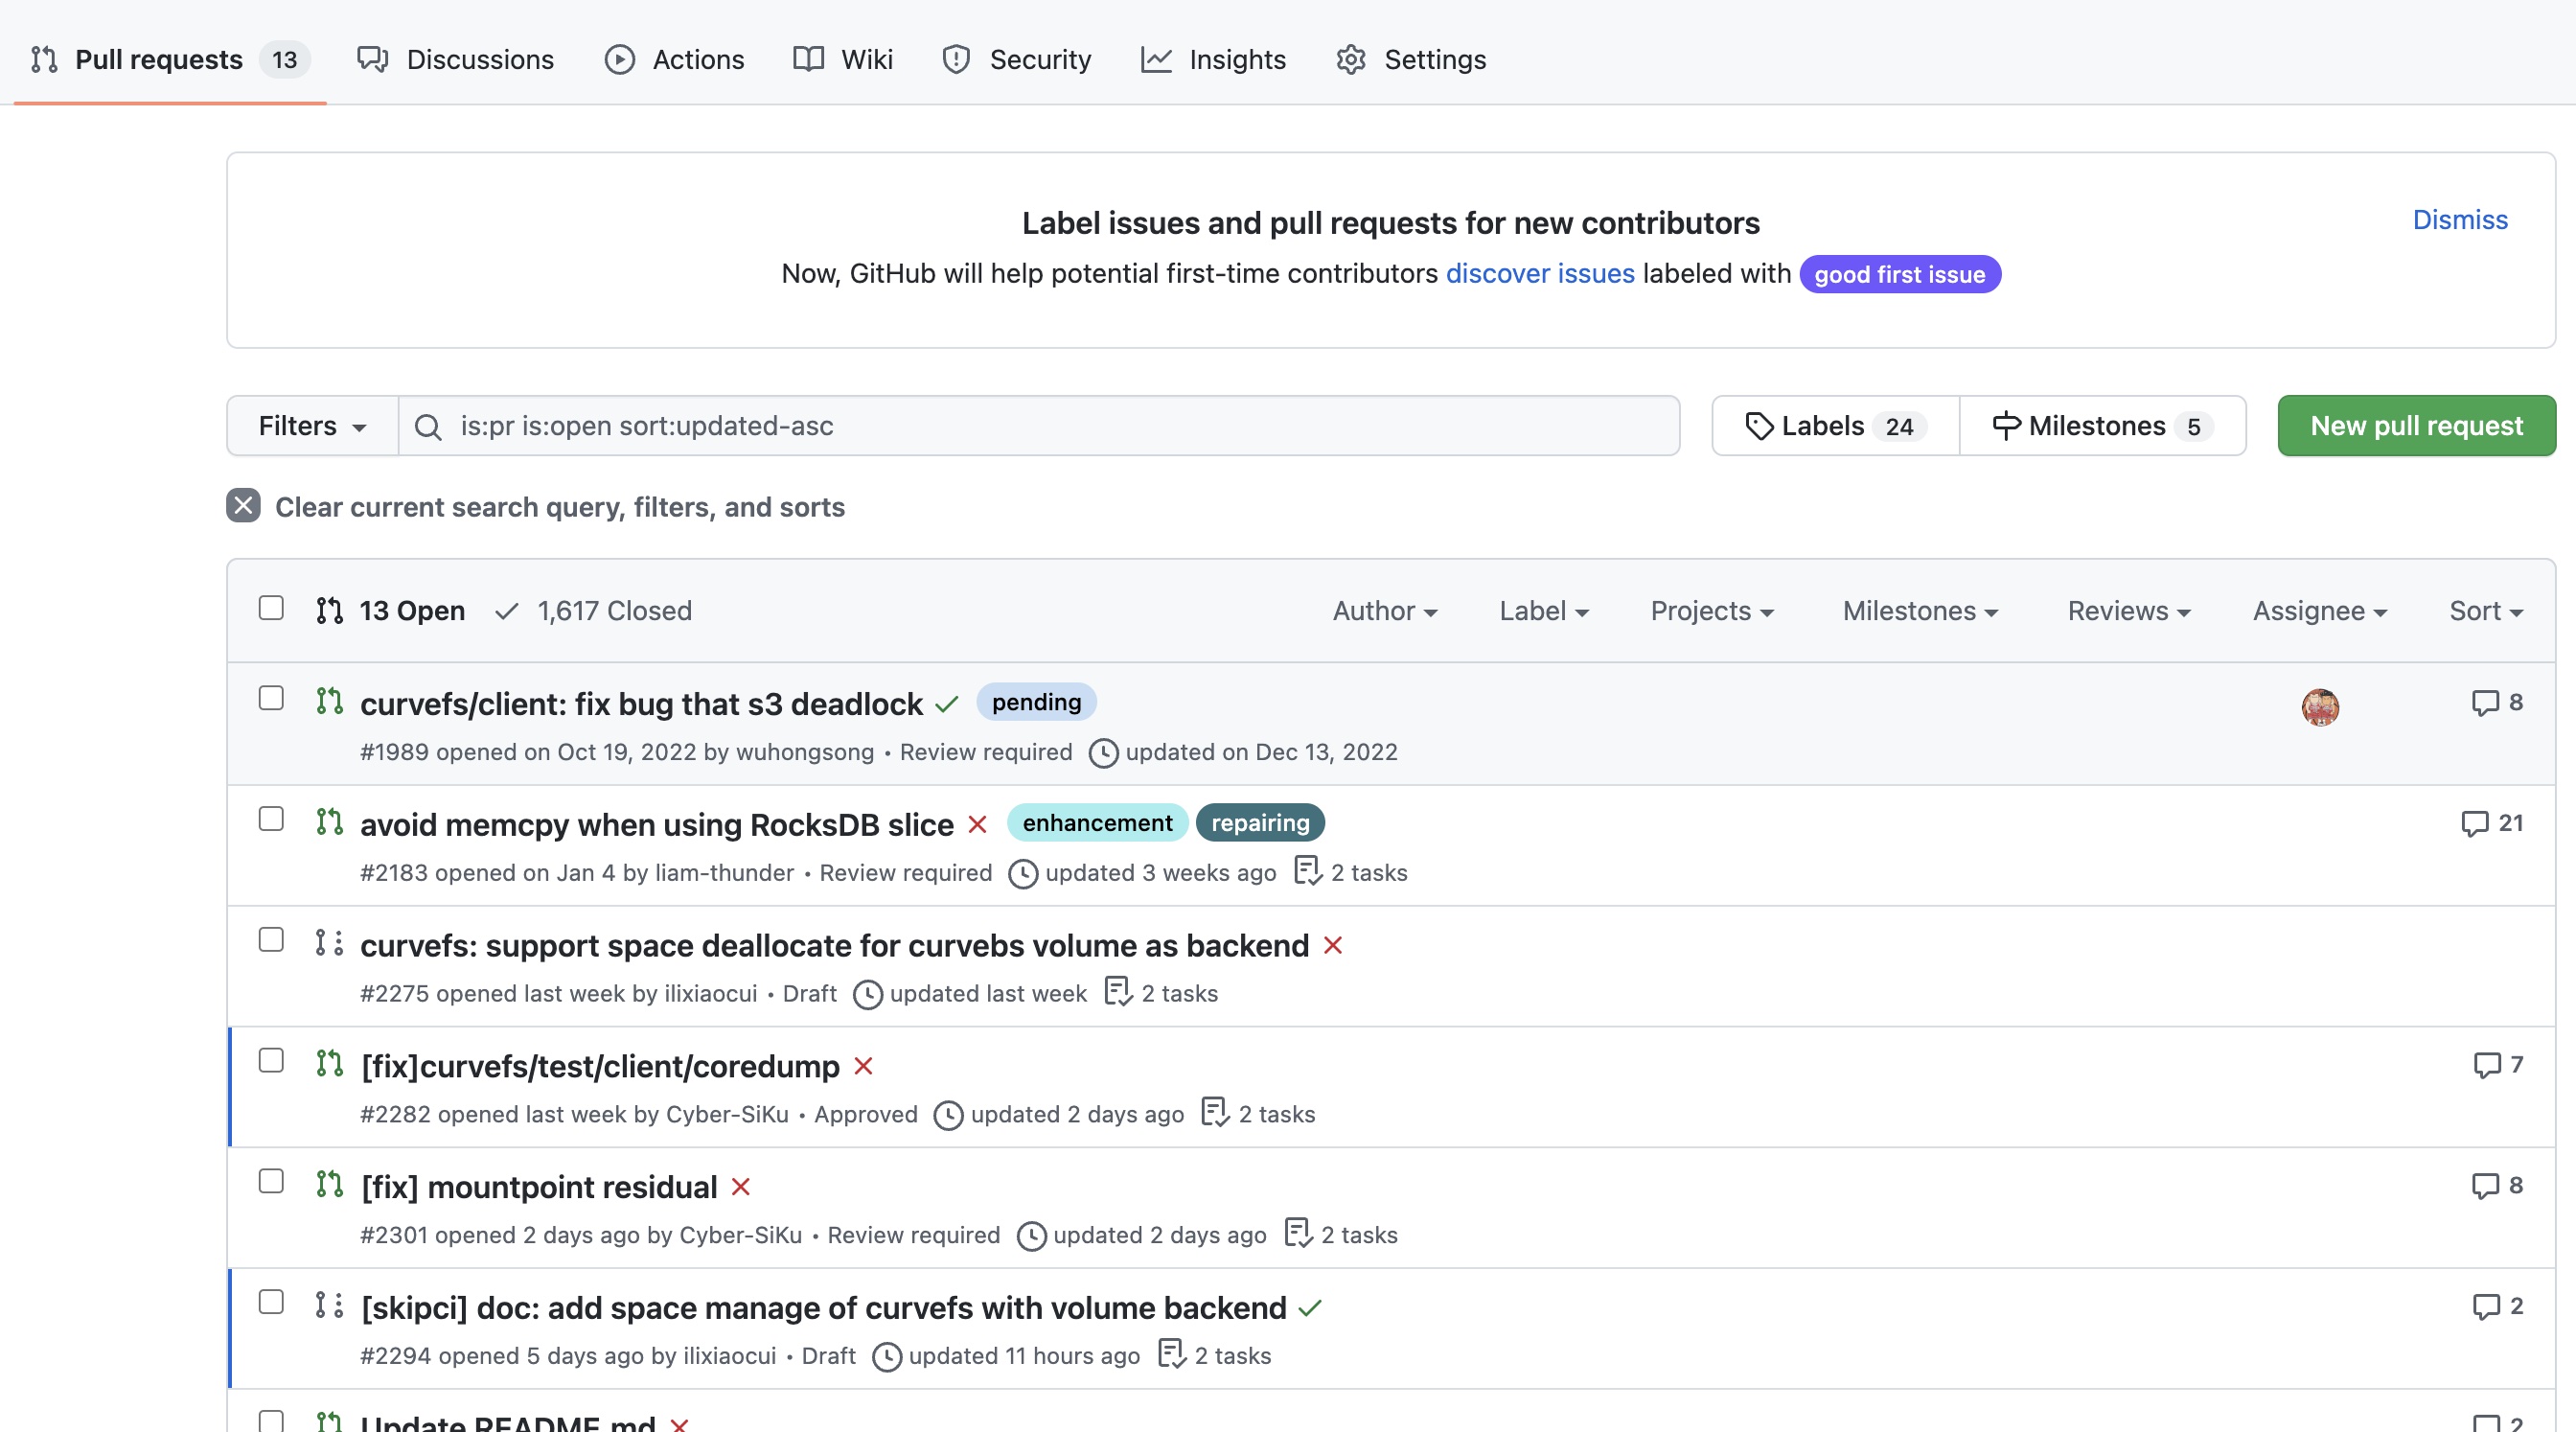 Pull requests 13 Discussions Actions Wiki Security Insights Settings
Label issues and pull requests for new contributors
Dismiss
Now, GitHub will help potential first-time contributors discover issues labeled with good first issue
Filters is:pr is:open sort:updated-asc Labels 24 Milestones 5 New pull request
Clear current search query, filters, and sorts
13 Open 1,617 Closed Author Label Projects Milestones Reviews Assignee Sort
curvefs/client: fix bug that s3 deadlock pending 8
#1989 opened on Oct 19, 2022 by wuhongsong • Review required updated on Dec 13, 2022
avoid memcpy when using RocksDB slice enhancement repairing 21
#2183 opened on Jan 4 by liam-thunder • Review required updated 3 weeks ago 2 tasks
curvefs: support space deallocate for curvebs volume as backend
#2275 opened last week by ilixiaocui • Draft updated last week 2 tasks
[fix]curvefs/test/client/coredump 7
#2282 opened last week by Cyber-SiKu • Approved updated 2 days ago 2 tasks
[fix] mountpoint residual 8
#2301 opened 2 days ago by Cyber-SiKu • Review required updated 2 days ago 2 tasks
[skipci] doc: add space manage of curvefs with volume backend 2
#2294 opened 5 days ago by ilixiaocui • Draft updated 11 hours ago 2 tasks
Update README.md 2